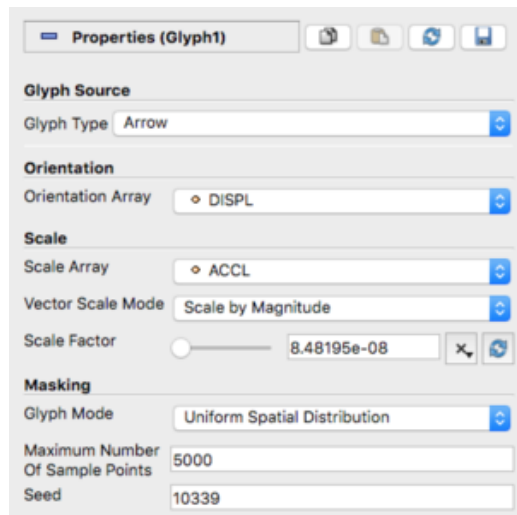 Properties (Glyph1)
Glyph Source
Glyph Type Arrow
Orientation
Orientation Array DISPL
Scale
Scale Array ACCL
Vector Scale Mode Scale by Magnitude
Scale Factor 8.48195e-08
Masking
Glyph Mode Uniform Spatial Distribution
Maximum Number
Of Sample Points 5000
Seed 10339